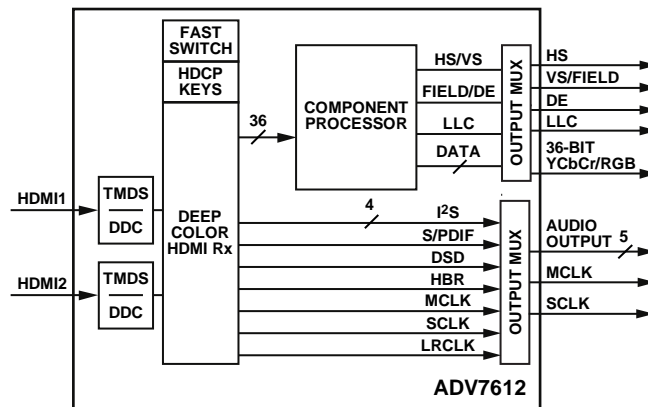 FAST
SWITCH
HDCP
KEYS
DEEP
COLOR
HDMI Rx
HDMI1
TMDS
DDC
HDMI2
TMDS
DDC
36
COMPONENT
PROCESSOR
HS/VS
FIELD/DE
LLC
DATA
OUTPUT MUX
HS
VS/FIELD
DE
LLC
36-BIT
YCbCr/RGB
4
I²S
S/PDIF
DSD
HBR
MCLK
SCLK
LRCLK
OUTPUT MUX
AUDIO
OUTPUT 5
MCLK
SCLK
ADV7612